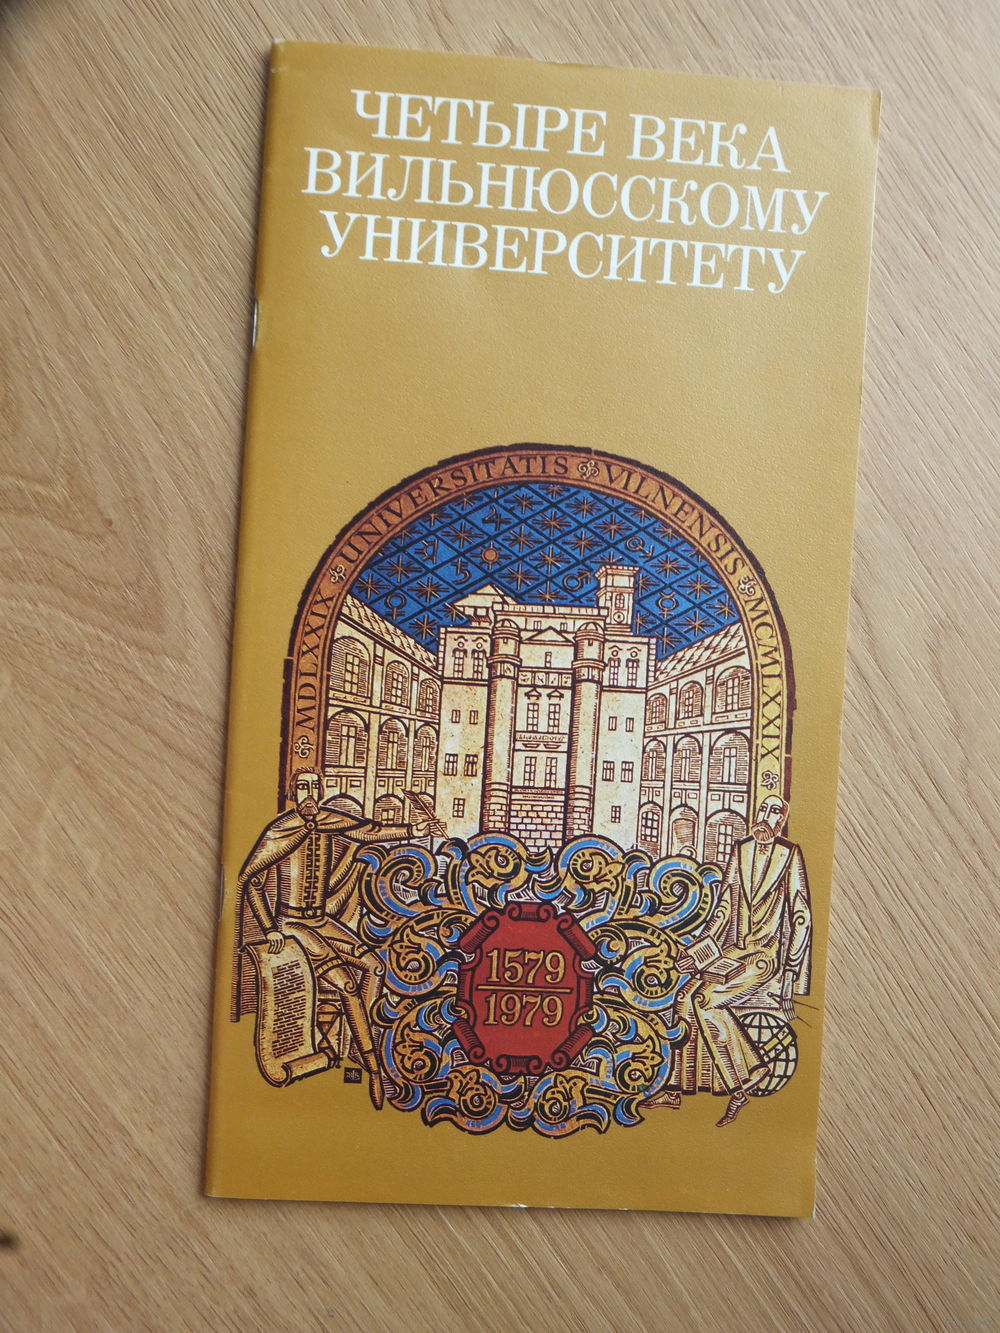 ЧЕТЫРЕ ВЕКА
ВИЛЬНЮССКОМУ
УНИВЕРСИТЕТУ
MDLXXIX UNIVERSITATIS VILNENSIS MCMLXXIX
1579
1979